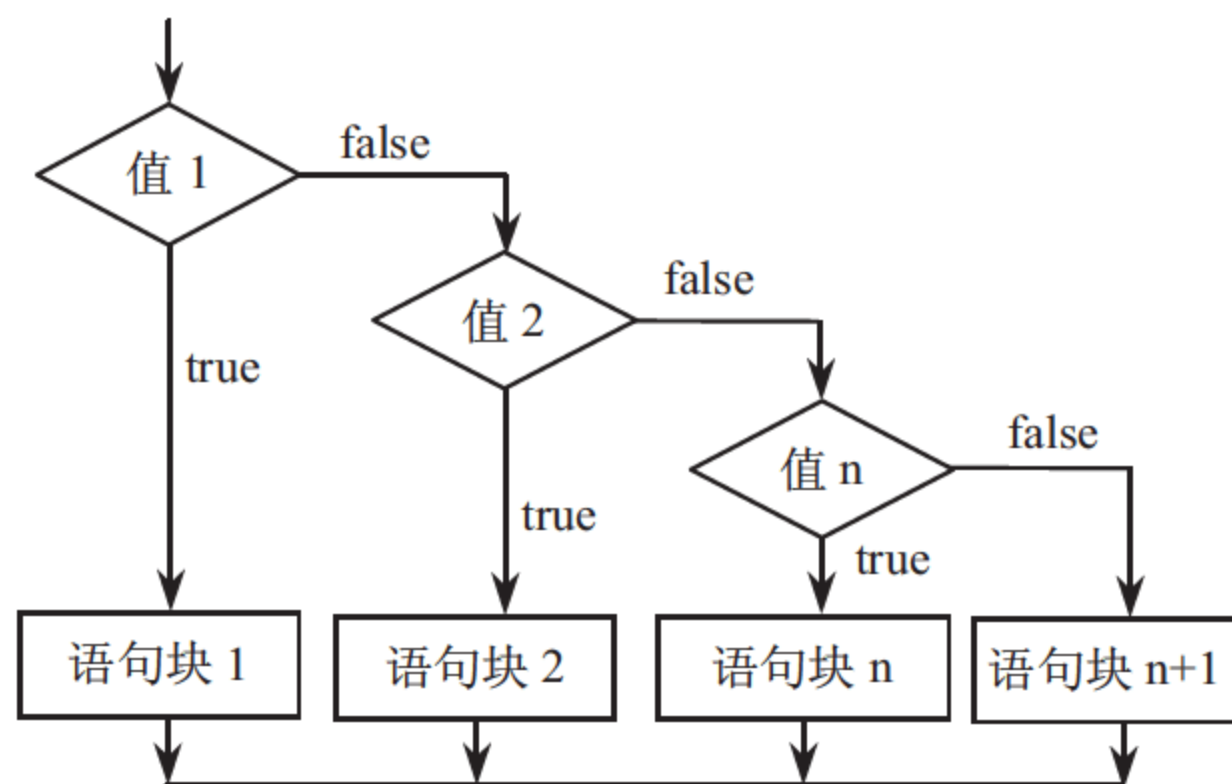 值 1
false
值 2
false
true
值 n
false
true
true
语句块 1
语句块 2
语句块 n
语句块 n+1